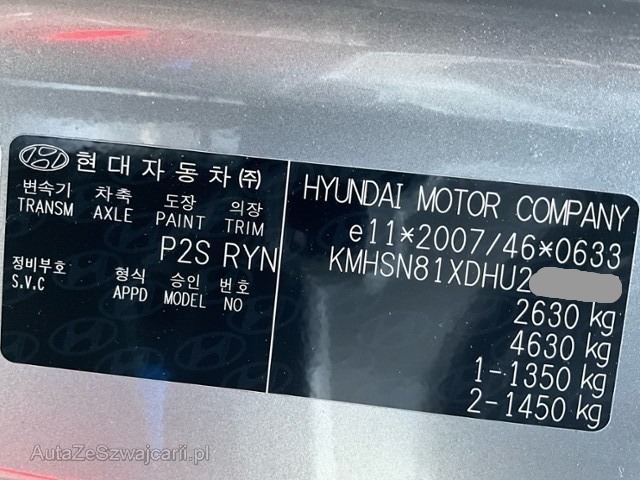 현대자동차㈜
변속기 차축 도장 의장
TRANSM AXLE PAINT TRIM
P2S RYN
정비부호 형식 승인 번호
S.V.C APPD MODEL NO
HYUNDAI MOTOR COMPANY
e11*2007/46*0633
KMHSN81XDHU2
2630 kg
4630 kg
1-1350 kg
2-1450 kg
AutaZeSzwajcarii.pl